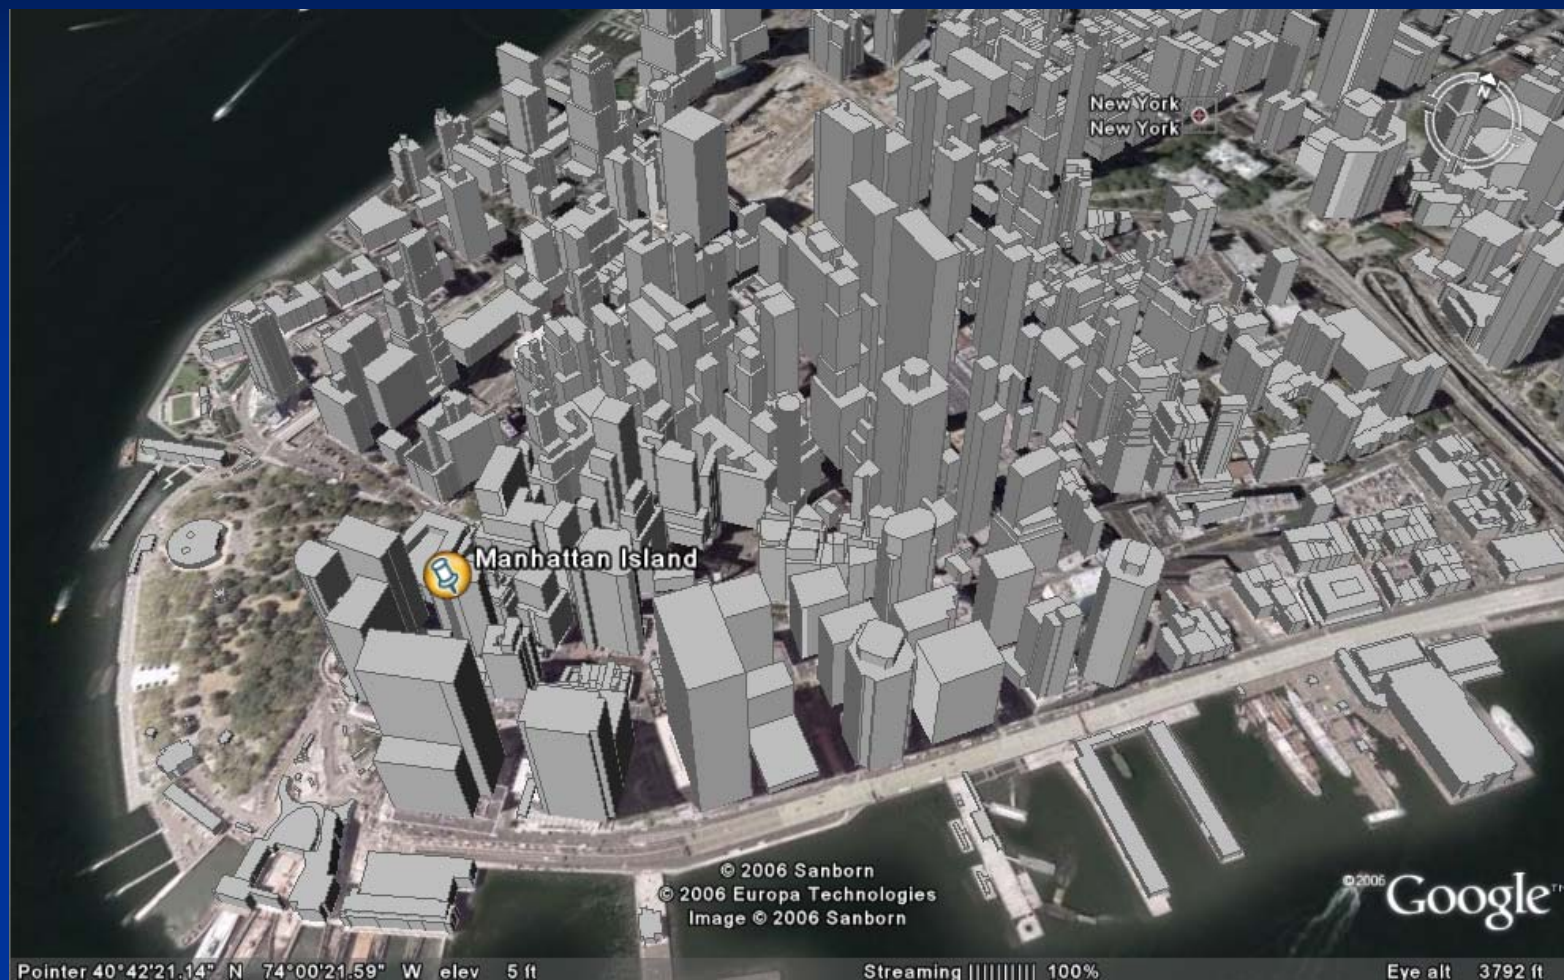 New York
New York
N
Manhattan Island
© 2006 Sanborn
© 2006 Europa Technologies
Image © 2006 Sanborn
©2006 Google™
Pointer 40°42'21.14" N 74°00'21.59" W elev 5 ft
Streaming |||||||||| 100%
Eye alt 3792 ft